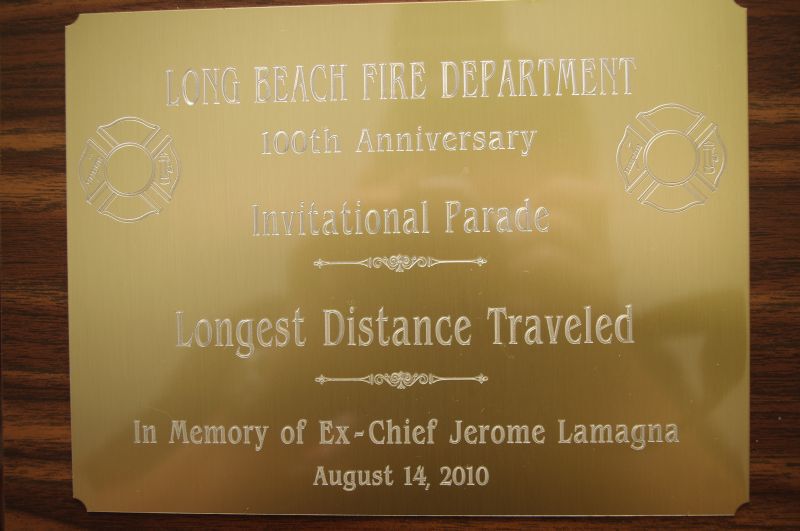 LONG BEACH FIRE DEPARTMENT
100th Anniversary
Invitational Parade
Longest Distance Traveled
In Memory of Ex-Chief Jerome Lamagna
August 14, 2010